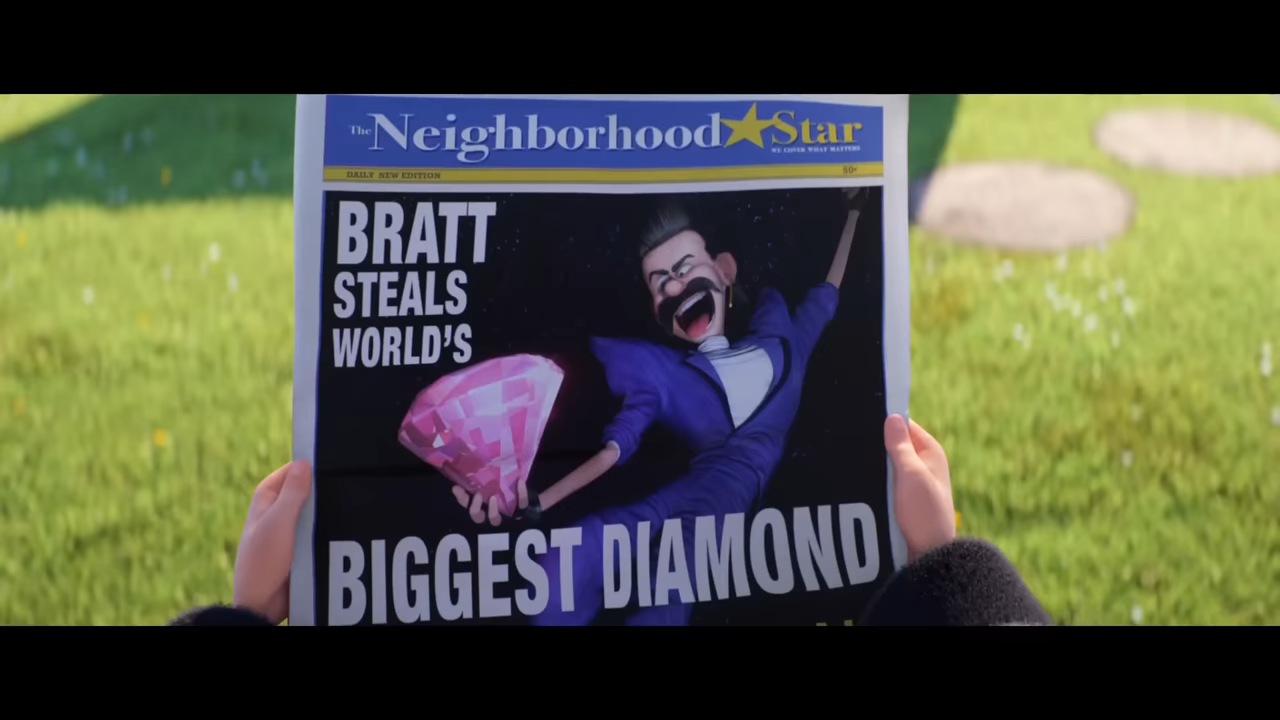 The Neighborhood Star
WE COVER WHAT MATTERS
DAILY NEW EDITION 50¢
BRATT
STEALS
WORLD'S
BIGGEST DIAMOND